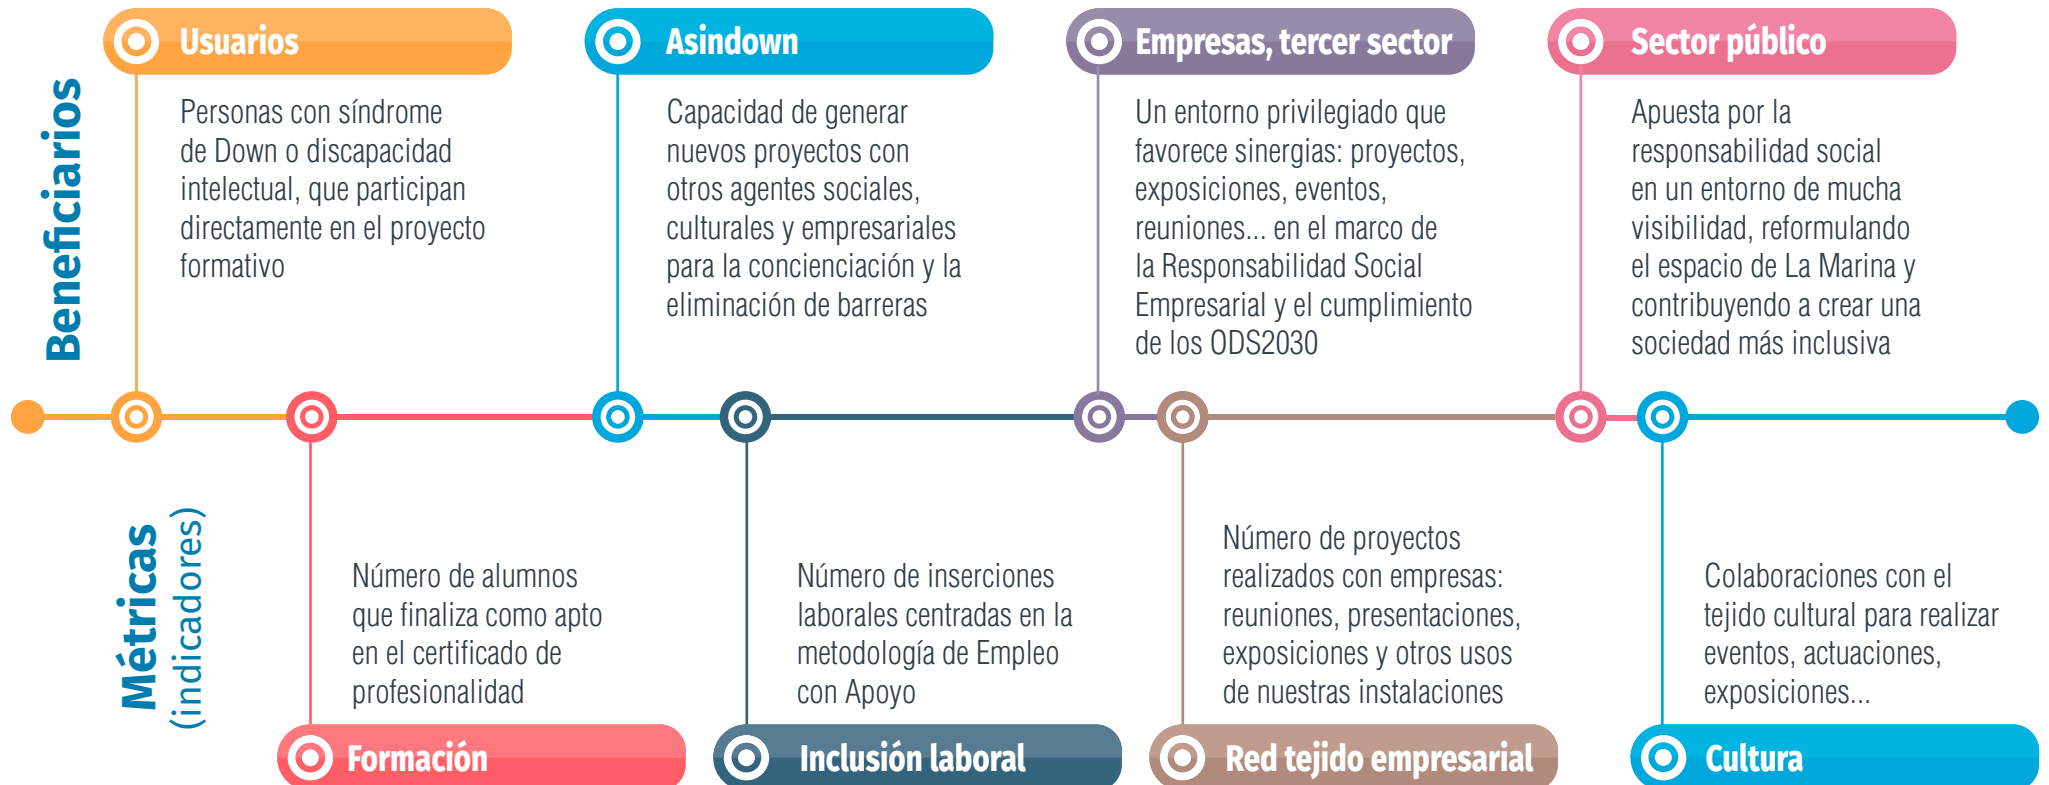 Beneficiarios
Usuarios
Personas con síndrome
de Down o discapacidad
intelectual, que participan
directamente en el proyecto
formativo
Asindown
Capacidad de generar
nuevos proyectos con
otros agentes sociales,
culturales y empresariales
para la concienciación y la
eliminación de barreras
Empresas, tercer sector
Un entorno privilegiado que
favorece sinergias: proyectos,
exposiciones, eventos,
reuniones... en el marco de
la Responsabilidad Social
Empresarial y el cumplimiento
de los ODS2030
Sector público
Apuesta por la
responsabilidad social
en un entorno de mucha
visibilidad, reformulando
el espacio de La Marina y
contribuyendo a crear una
sociedad más inclusiva
Métricas
(indicadores)
Número de alumnos
que finaliza como apto
en el certificado de
profesionalidad
Formación
Número de inserciones
laborales centradas en la
metodología de Empleo
con Apoyo
Inclusión laboral
Número de proyectos
realizados con empresas:
reuniones, presentaciones,
exposiciones y otros usos
de nuestras instalaciones
Red tejido empresarial
Colaboraciones con el
tejido cultural para realizar
eventos, actuaciones,
exposiciones...
Cultura